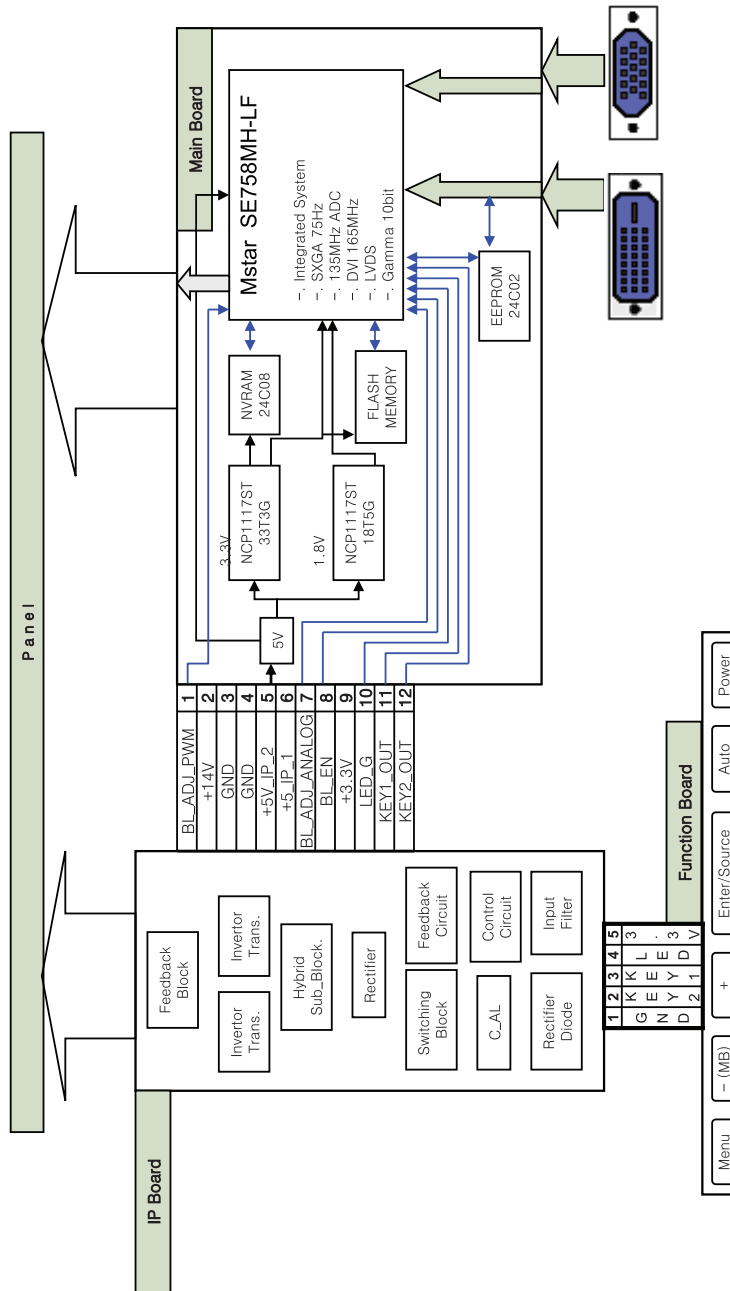 Panel
IP Board
Main Board
Feedback
Block
Invertor
Trans.
Invertor
Trans.
Hybrid
Sub_Block.
Rectifier
Switching
Block
Feedback
Circuit
C_AL
Control
Circuit
Rectifier
Diode
Input
Filter
BL_ADJ_PWM 1
+14V 2
GND 3
GND 4
+5V_IP_2 5
+5_IP_1 6
BL_ADJ_ANALOG 7
BL_EN 8
+3.3V 9
LED_G 10
KEY1_OUT 11
KEY2_OUT 12
5V
3.3V
NCP1117ST
33T3G
1.8V
NCP1117ST
18T5G
NVRAM
24C08
FLASH
MEMORY
Mstar SE758MH-LF
-. Integrated System
-. SXGA 75Hz
-. 135MHz ADC
-. DVI 165MHz
-. LVDS
-. Gamma 10bit
EEPROM
24C02
1 GND
2 KEY2
3 KEY1
4 LED
5 3.3V
Function Board
Menu
- (MB)
+
Enter/Source
Auto
Power